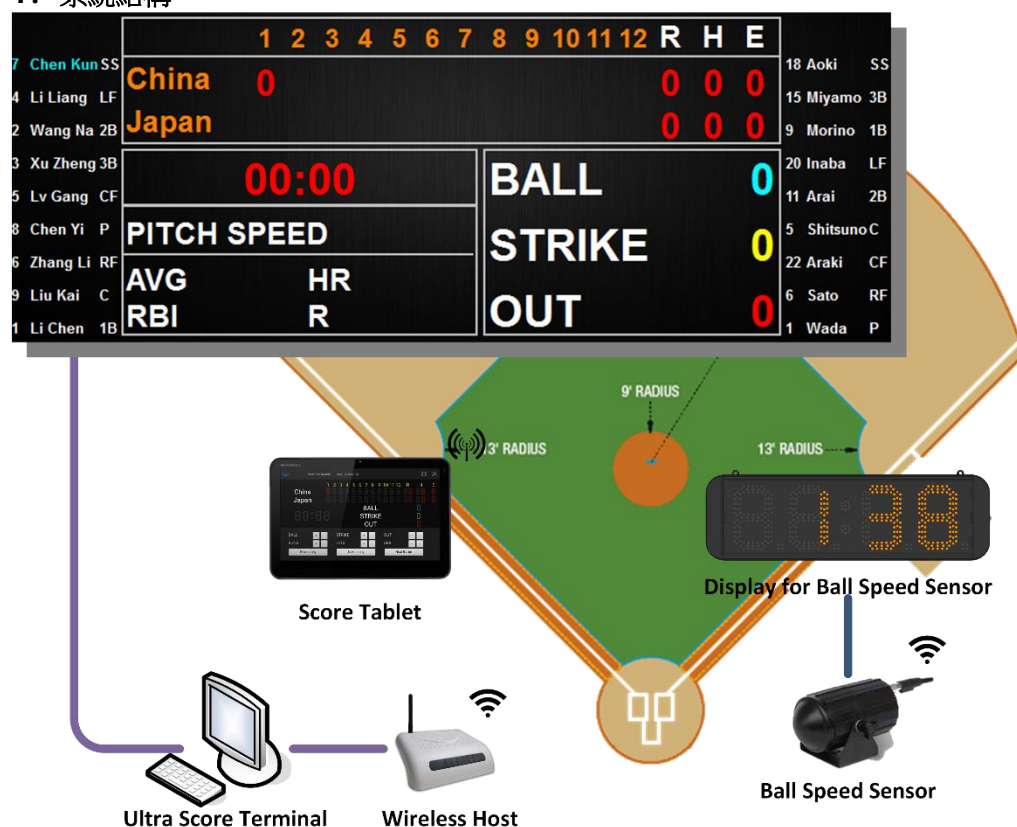 1. 系統結構
1 2 3 4 5 6 7 8 9 10 11 12 R H E
China 0 0 0 0
Japan 0 0 0
7 Chen Kun SS
4 Li Liang LF
2 Wang Na 2B
3 Xu Zheng 3B
5 Lv Gang CF
8 Chen Yi P
6 Zhang Li RF
9 Liu Kai C
1 Li Chen 1B
00:00
PITCH SPEED
AVG HR
RBI R
BALL 0
STRIKE 0
OUT 0
18 Aoki SS
15 Miyamo 3B
9 Morino 1B
20 Inaba LF
11 Arai 2B
5 Shitsuno C
22 Araki CF
6 Sato RF
1 Wada P
9' RADIUS
3' RADIUS
13' RADIUS
China
Japan
BALL
STRIKE
OUT
138
Score Tablet
Display for Ball Speed Sensor
Ball Speed Sensor
Ultra Score Terminal
Wireless Host